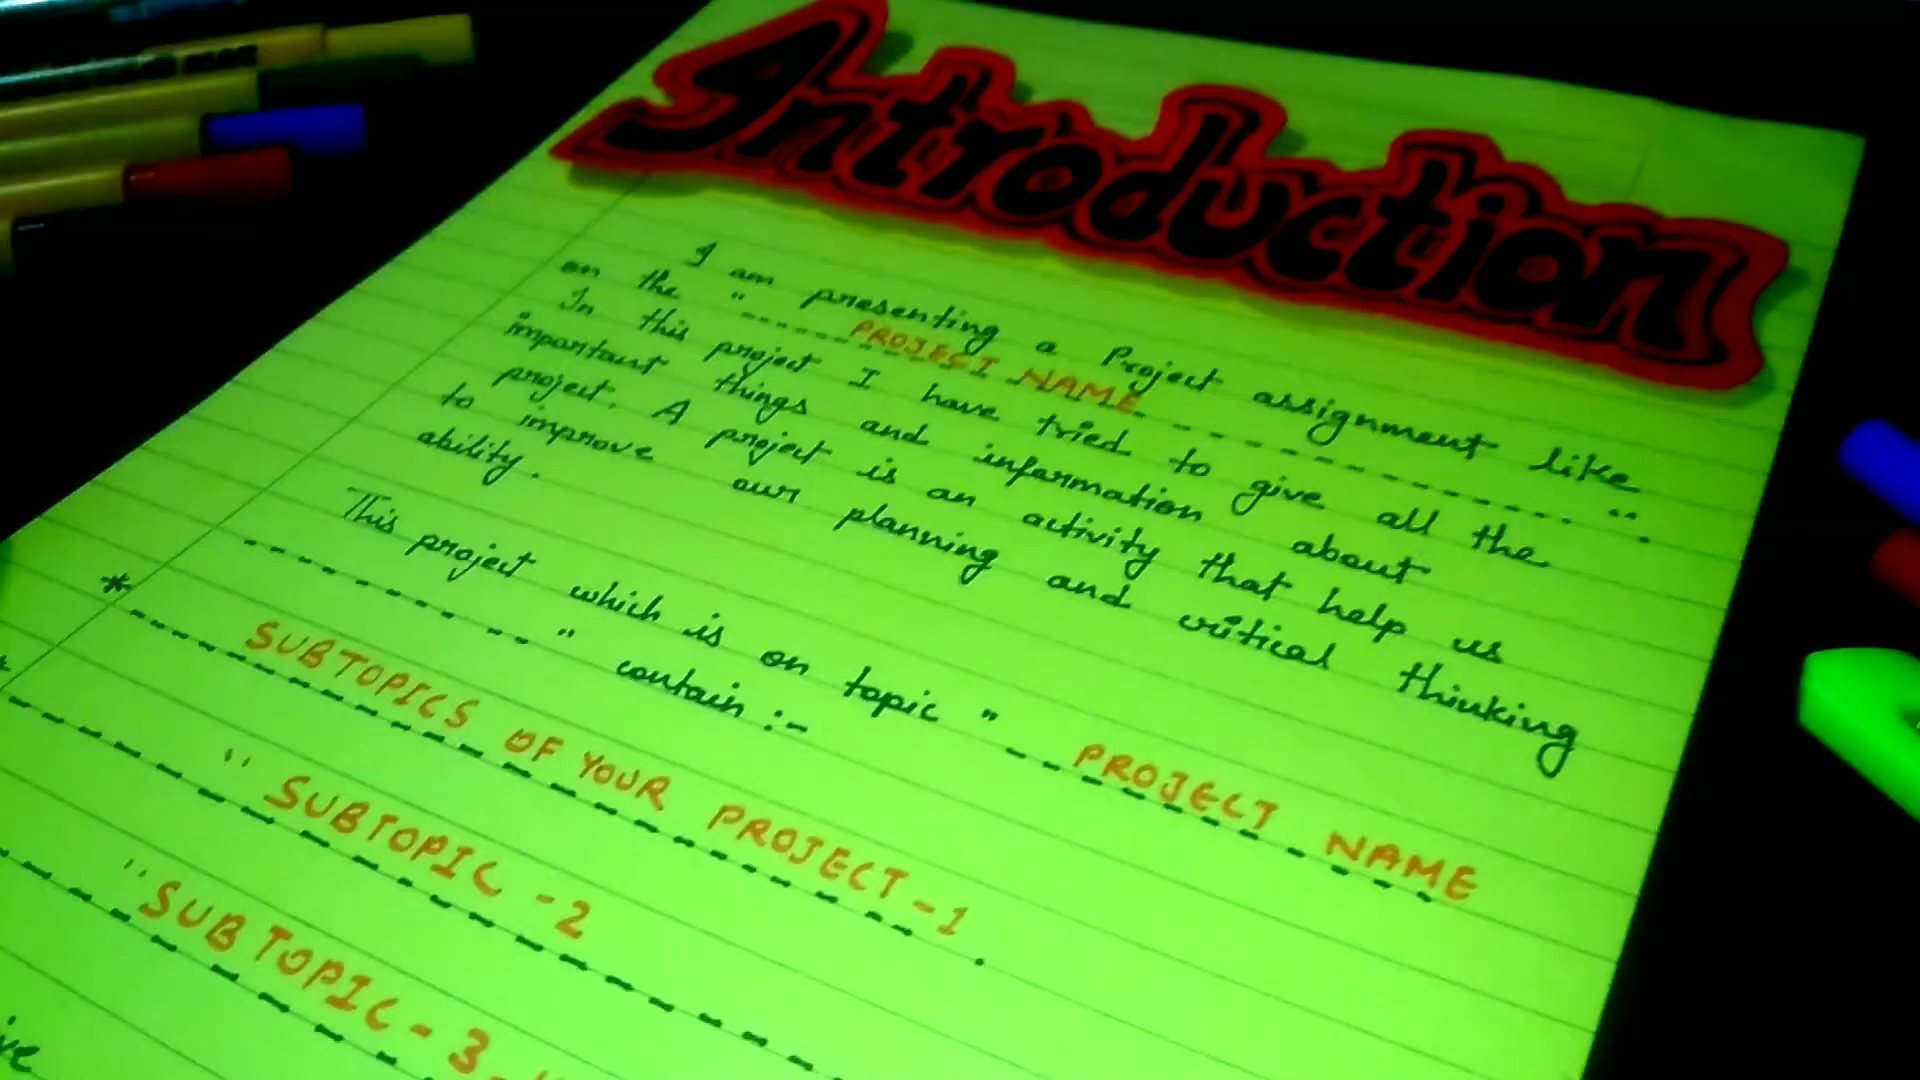 Introduction
I am presenting a Project assignment like
on the " PROJECT NAME ".
In this project I have tried to give all the
important things and information about
project. A project is an activity that help us
to improve our planning and critical thinking
ability.
This project which is on topic " PROJECT NAME
" contain :-
* SUBTOPICS OF YOUR PROJECT-1.
" SUBTOPIC -2
" SUBTOPIC - 3.